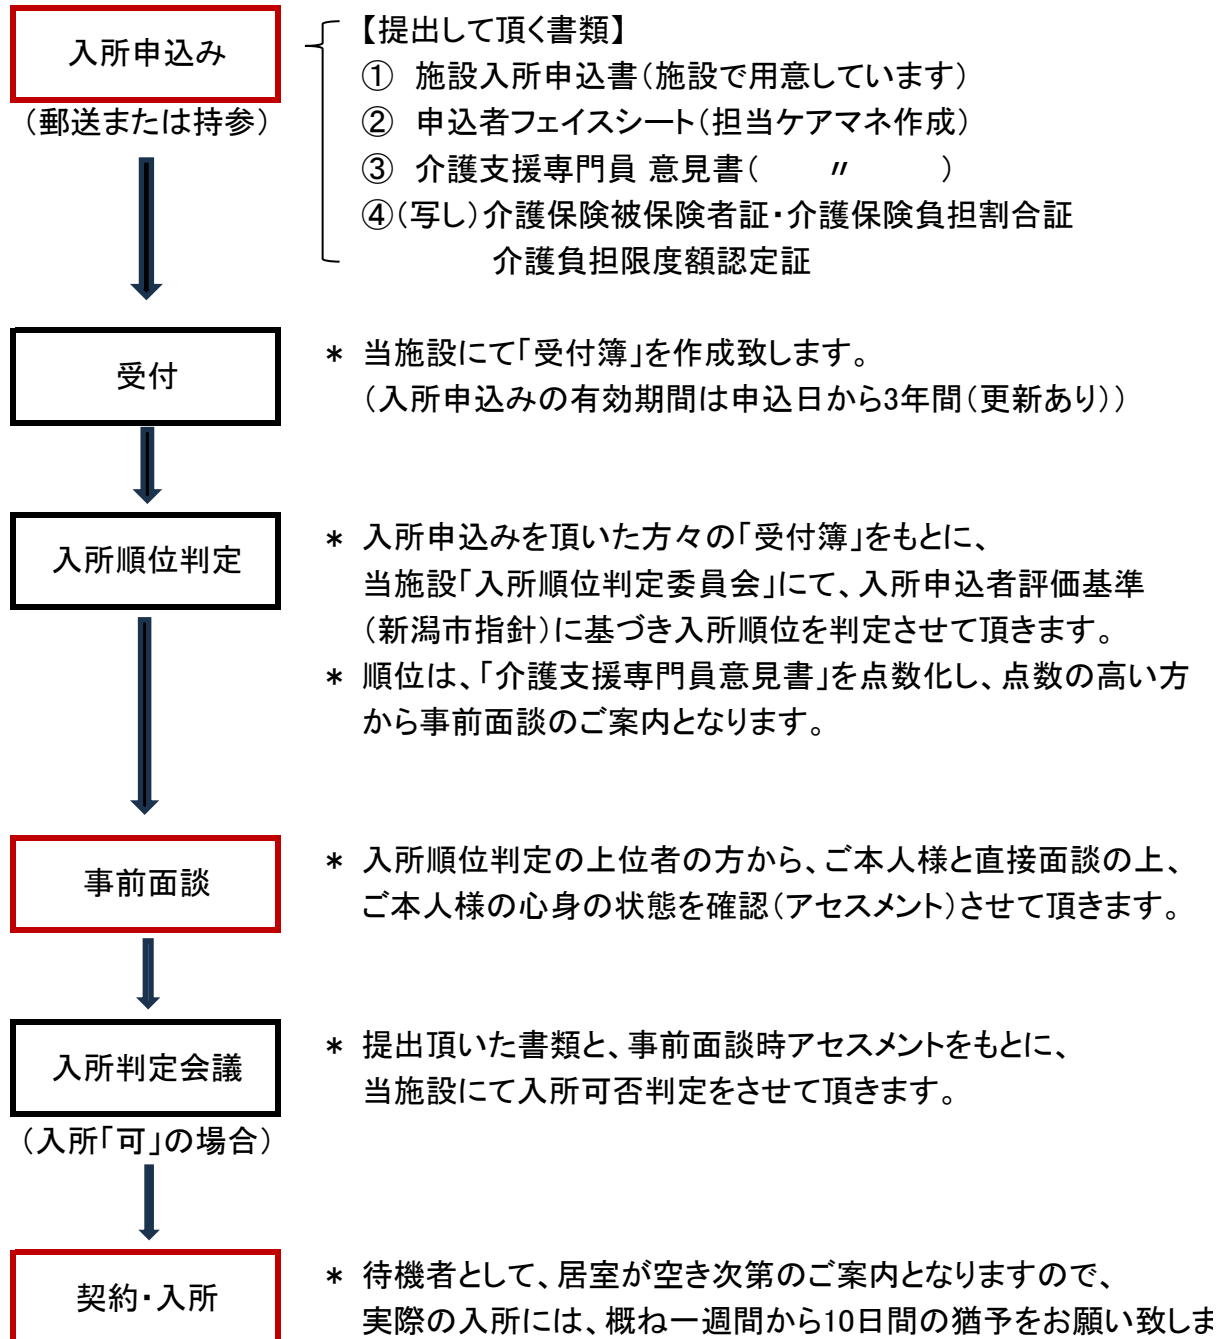 入所申込み
（郵送または持参）
【提出して頂く書類】
① 施設入所申込書（施設で用意しています）
② 申込者フェイスシート（担当ケアマネ作成）
③ 介護支援専門員 意見書（　　〃　　）
④（写し）介護保険被保険者証・介護保険負担割合証
介護負担限度額認定証
受付
* 当施設にて「受付簿」を作成致します。
（入所申込みの有効期間は申込日から3年間（更新あり））
入所順位判定
* 入所申込みを頂いた方々の「受付簿」をもとに、
当施設「入所順位判定委員会」にて、入所申込者評価基準
（新潟市指針）に基づき入所順位を判定させて頂きます。
* 順位は、「介護支援専門員意見書」を点数化し、点数の高い方
から事前面談のご案内となります。
事前面談
* 入所順位判定の上位者の方から、ご本人様と直接面談の上、
ご本人様の心身の状態を確認（アセスメント）させて頂きます。
入所判定会議
（入所「可」の場合）
* 提出頂いた書類と、事前面談時アセスメントをもとに、
当施設にて入所可否判定をさせて頂きます。
契約・入所
* 待機者として、居室が空き次第のご案内となりますので、
実際の入所には、概ね一週間から10日間の猶予をお願い致しま